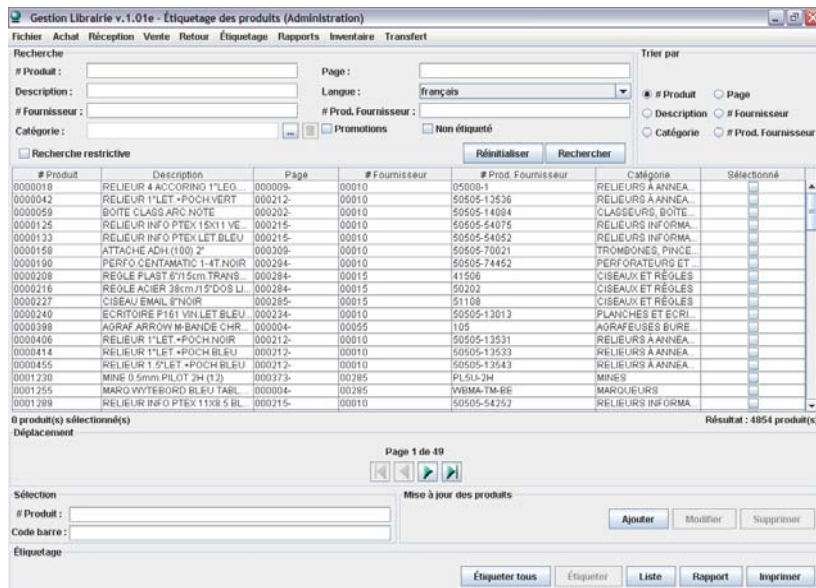 Gestion Librairie v.1.01e - Étiquetage des produits (Administration)
Fichier Achat Réception Vente Retour Étiquetage Rapports Inventaire Transfert
Recherche Trier par
# Produit : Page :
Description : Langue : français # Produit Page
# Fournisseur : # Prod. Fournisseur : Description # Fournisseur
Catégorie : ... Promotions Non étiqueté Catégorie # Prod. Fournisseur
Recherche restrictive Réinitialiser Rechercher
# Produit Description Page # Fournisseur # Prod. Fournisseur Catégorie Sélectionné
0000018 RELIEUR 4 ACCORING 1"LEG... 000009- 00010 05008-1 RELIEURS À ANNEA...
0000042 RELIEUR 1"LET.+POCH.VERT 000212- 00010 50505-13536 RELIEURS À ANNEA...
0000059 BOITE CLASS.ARC.NOTE 000202- 00010 50505-14084 CLASSEURS, BOÎTE...
0000125 RELIEUR INFO PTEX 15X11 VE... 000215- 00010 50505-54075 RELIEURS INFORMA...
0000133 RELIEUR INFO PTEX LET.BLEU 000215- 00010 50505-54052 RELIEURS INFORMA...
0000158 ATTACHE ADH.(100) 2" 000309- 00010 50505-70021 TROMBONES, PINCE...
0000190 PERFO.CENTAMATIC 1-4T.NOIR 000294- 00010 50505-74452 PERFORATEURS ET ...
0000208 REGLE PLAST.6"/15cm.TRANS... 000284- 00015 41506 CISEAUX ET RÈGLES
0000216 REGLE ACIER 38cm./15"DOS LI... 000284- 00015 50202 CISEAUX ET RÈGLES
0000227 CISEAU EMAIL 8"NOIR 000285- 00015 51108 CISEAUX ET RÈGLES
0000240 ECRITOIRE P161 VIN.LET.BLEU... 000234- 00010 50505-13013 PLANCHES ET ECRI...
0000398 AGRAF.ARROW M-BANDE CHR... 000004- 00055 105 AGRAFEUSES BURE...
0000406 RELIEUR 1"LET.+POCH.NOIR 000212- 00010 50505-13531 RELIEURS À ANNEA...
0000414 RELIEUR 1"LET.+POCH.BLEU 000212- 00010 50505-13533 RELIEURS À ANNEA...
0000455 RELIEUR 1.5"LET.+POCH.BLEU 000212- 00010 50505-13543 RELIEURS À ANNEA...
0001230 MINE 0.5mm.PILOT 2H (12) 000373- 00285 PL5U-2H MINES
0001255 MARQ.WYTEBORD BLEU TABL... 000004- 00285 WBMA-TM-BE MARQUEURS
0001289 RELIEUR INFO PTEX 11X8.5 BL... 000215- 00010 50505-54252 RELIEURS INFORMA...
0 produit(s) sélectionné(s) Résultat : 4854 produit(s)
Déplacement
Page 1 de 49
Sélection Mise à jour des produits
# Produit : Ajouter Modifier Supprimer
Code barre :
Étiquetage
Étiqueter tous Étiqueter Liste Rapport Imprimer